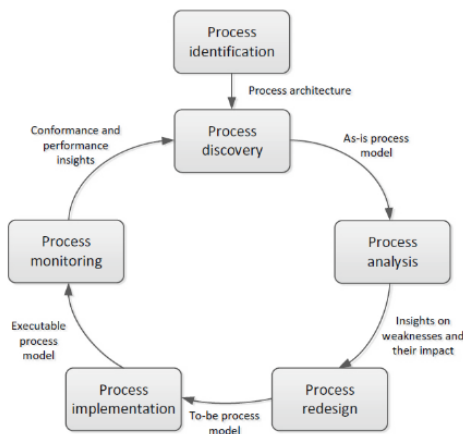 Process
identification
Process architecture
Process
discovery
As-is process
model
Process
analysis
Insights on
weaknesses and
their impact
Process
redesign
To-be process
model
Process
implementation
Executable
process
model
Process
monitoring
Conformance and
performance
insights